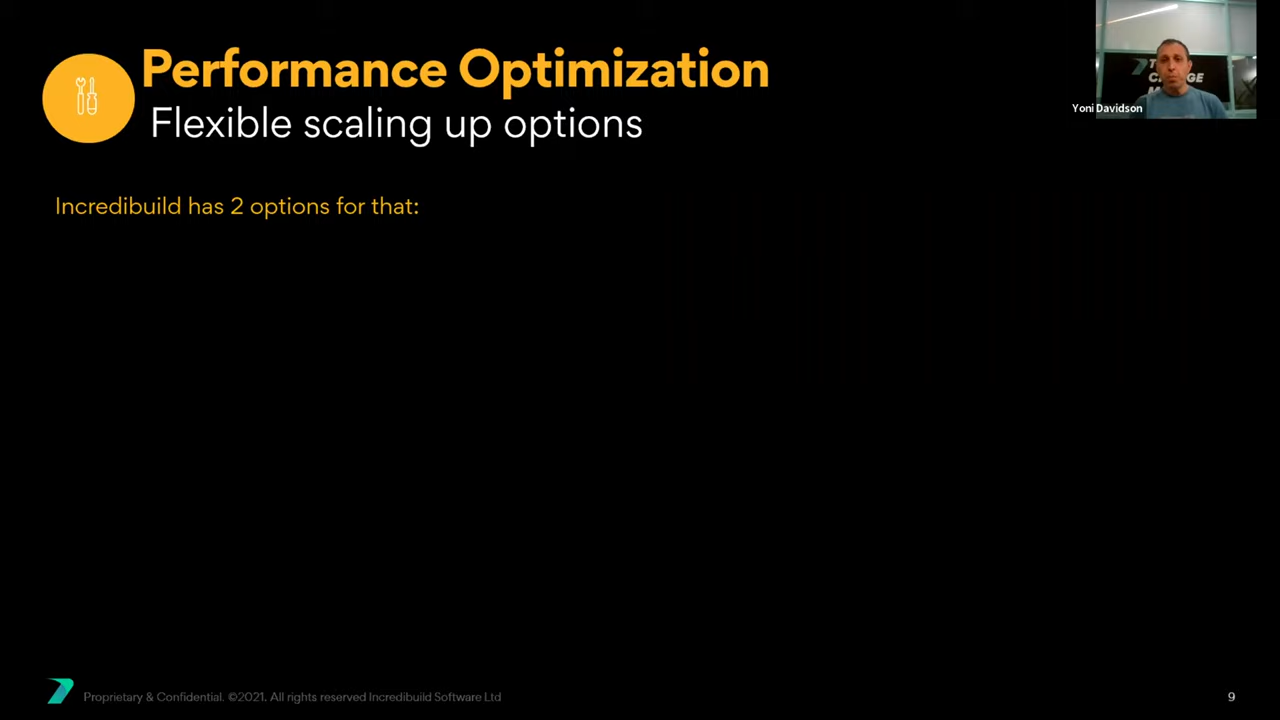 Performance Optimization
Flexible scaling up options
Yoni Davidson
Incredibuild has 2 options for that:
Proprietary & Confidential. ©2021. All rights reserved Incredibuild Software Ltd
9